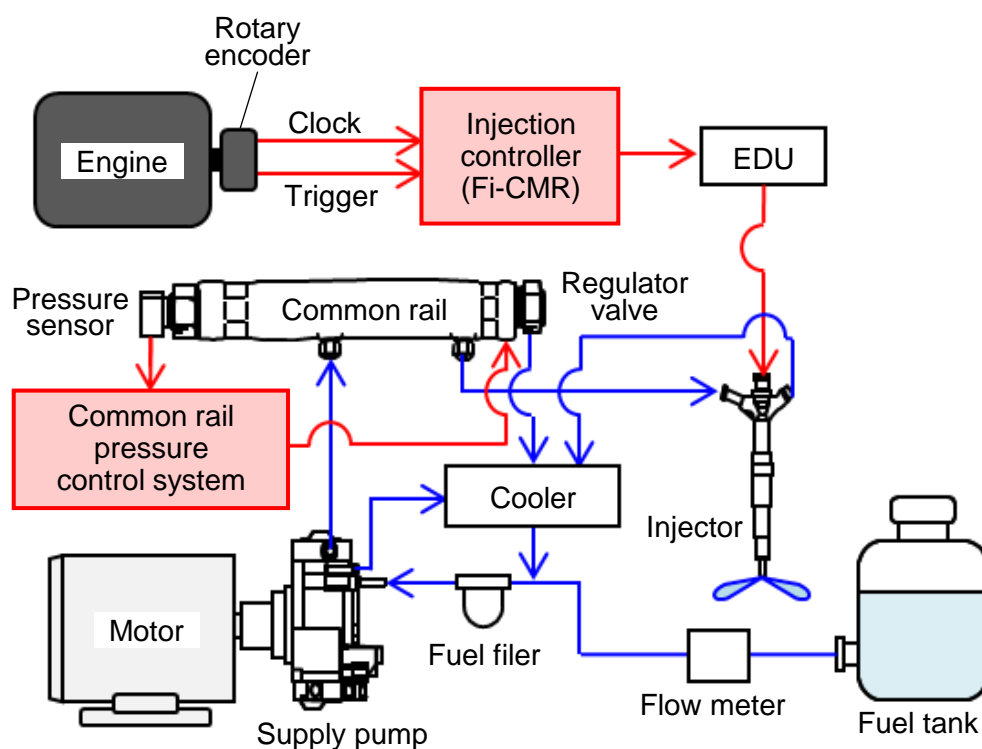 Rotary
encoder
Engine
Clock
Trigger
Injection
controller
(Fi-CMR)
EDU
Pressure
sensor
Common rail
Regulator
valve
Common rail
pressure
control system
Cooler
Injector
Motor
Fuel filer
Flow meter
Supply pump
Fuel tank